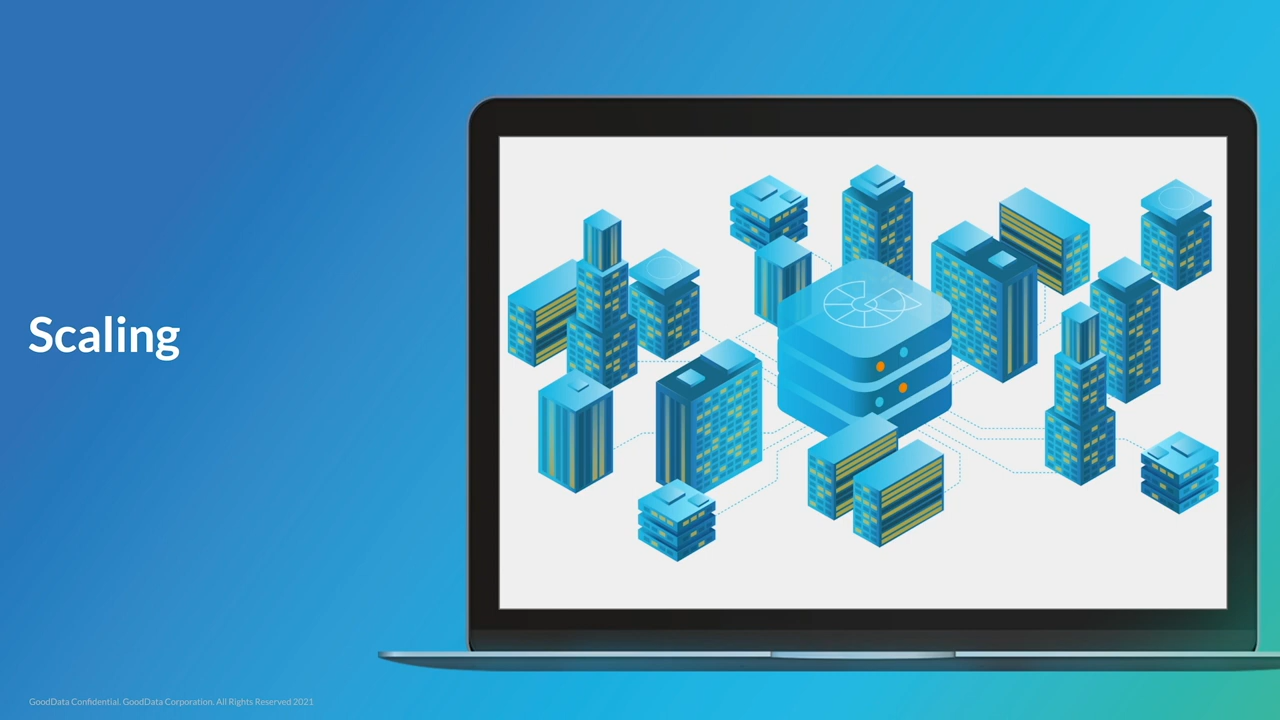 Scaling
GoodData Confidential. GoodData Corporation. All Rights Reserved 2021